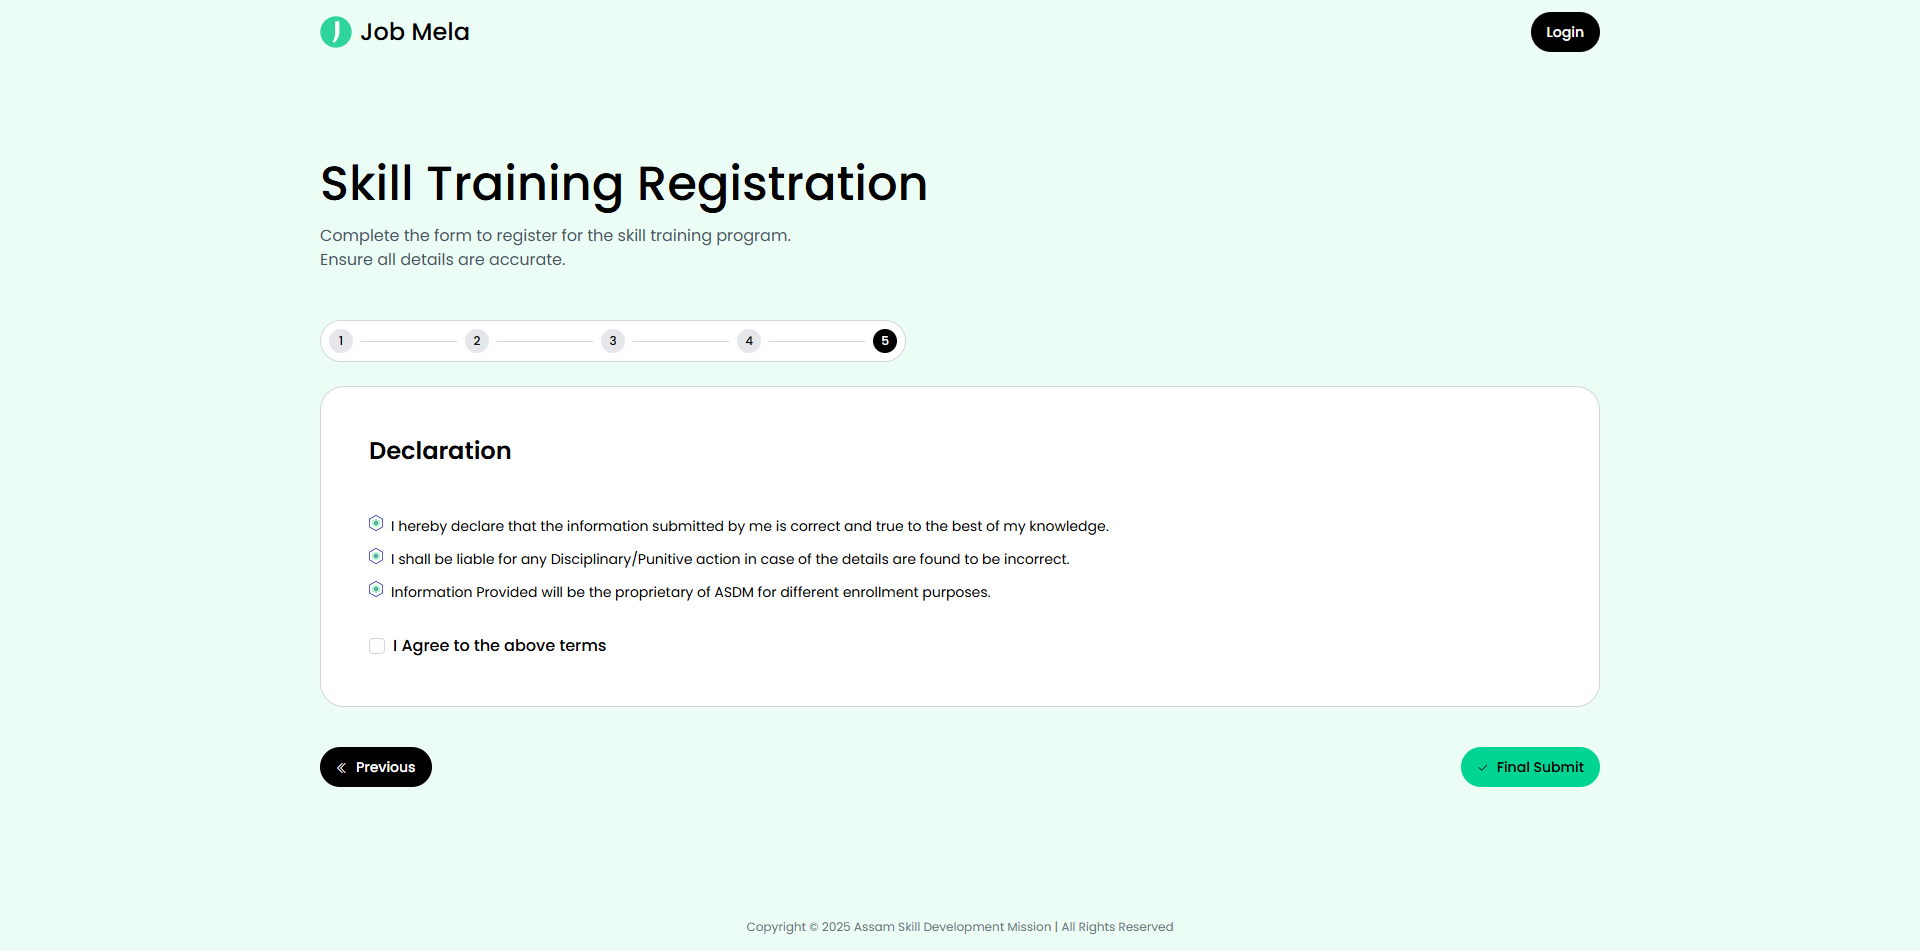 Job Mela
Login
Skill Training Registration
Complete the form to register for the skill training program.
Ensure all details are accurate.
1 2 3 4 5
Declaration
I hereby declare that the information submitted by me is correct and true to the best of my knowledge.
I shall be liable for any Disciplinary/Punitive action in case of the details are found to be incorrect.
Information Provided will be the proprietary of ASDM for different enrollment purposes.
I Agree to the above terms
Previous
Final Submit
Copyright © 2025 Assam Skill Development Mission | All Rights Reserved